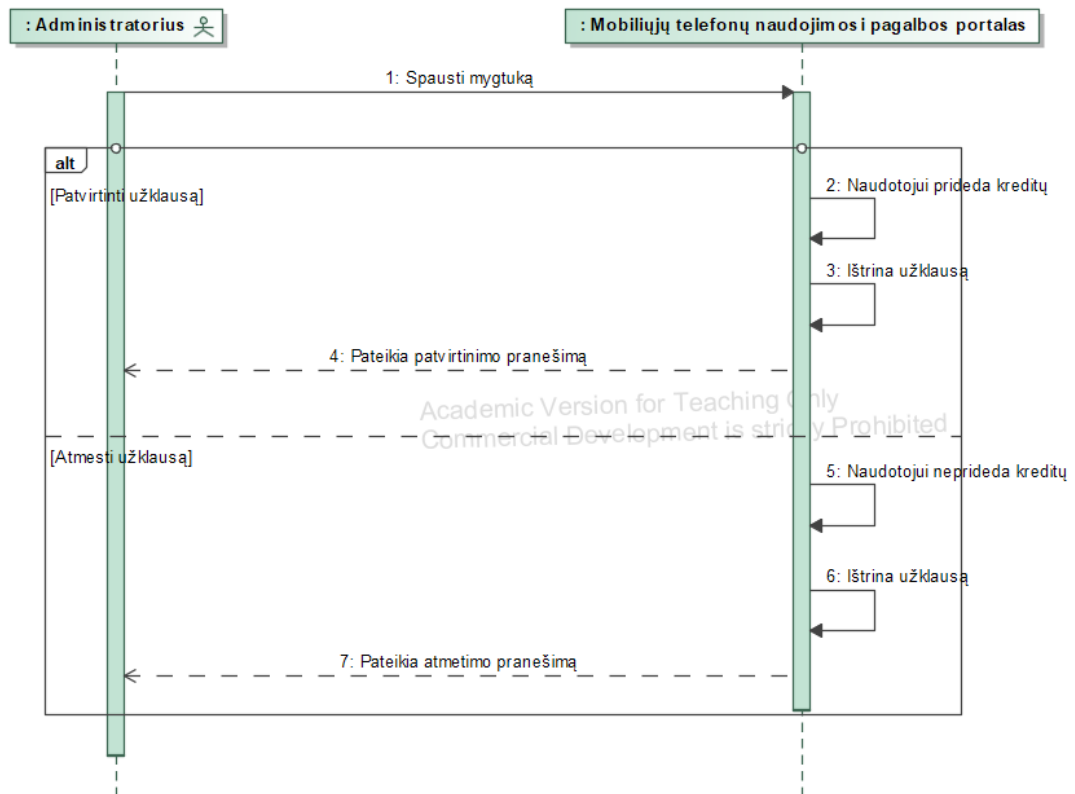 : Administratorius
: Mobiliųjų telefonų naudojimosi pagalbos portalas
1: Spausti mygtuką
alt
[Patvirtinti užklausą]
2: Naudotojui prideda kreditų
3: Ištrina užklausą
4: Pateikia patvirtinimo pranešimą
Academic Version for Teaching Only
Commercial Development is strictly Prohibited
[Atmesti užklausą]
5: Naudotojui neprideda kreditų
6: Ištrina užklausą
7: Pateikia atmetimo pranešimą